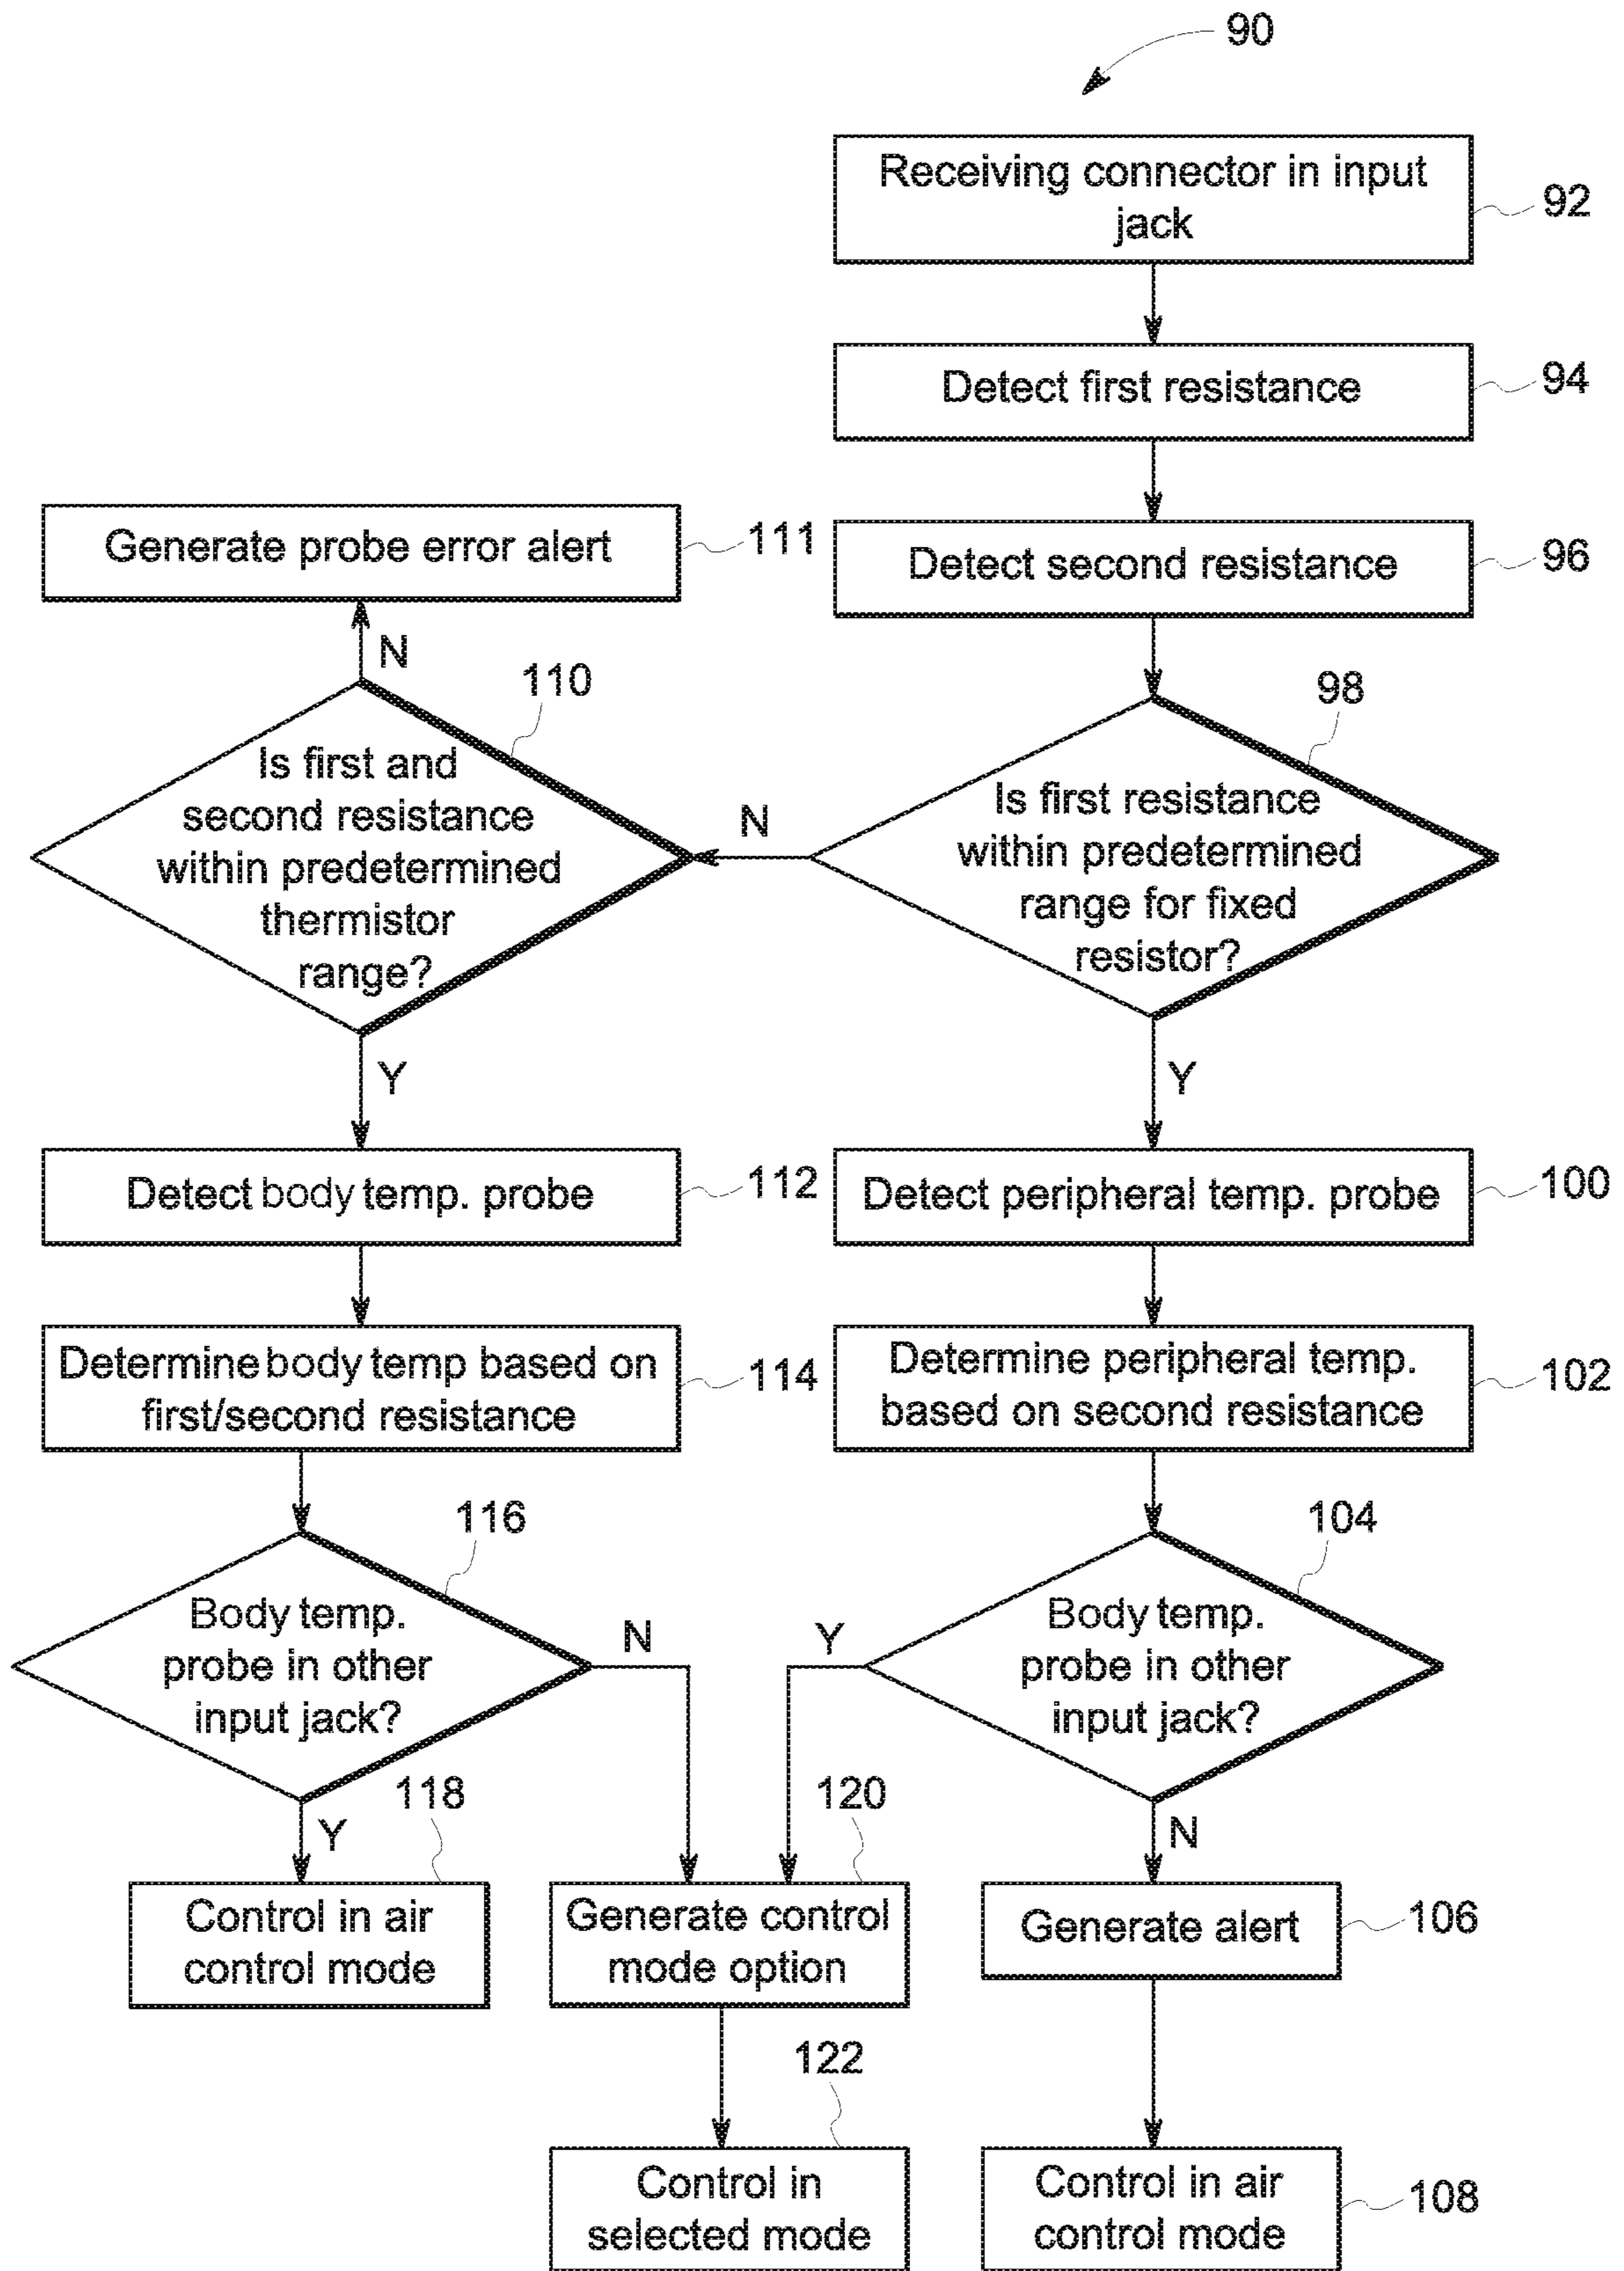 90
Receiving connector in input
jack
92
Detect first resistance
94
Detect second resistance
96
Generate probe error alert
111
N
110
Is first and
second resistance
within predetermined
thermistor
range?
N
98
Is first resistance
within predetermined
range for fixed
resistor?
Y
Y
Detect body temp. probe
112
Detect peripheral temp. probe
100
Determine body temp based on
first/second resistance
114
Determine peripheral temp.
based on second resistance
102
116
Body temp.
probe in other
input jack?
N
Y
104
Body temp.
probe in other
input jack?
Y
118
120
N
Control in air
control mode
Generate control
mode option
Generate alert
106
122
Control in
selected mode
Control in air
control mode
108